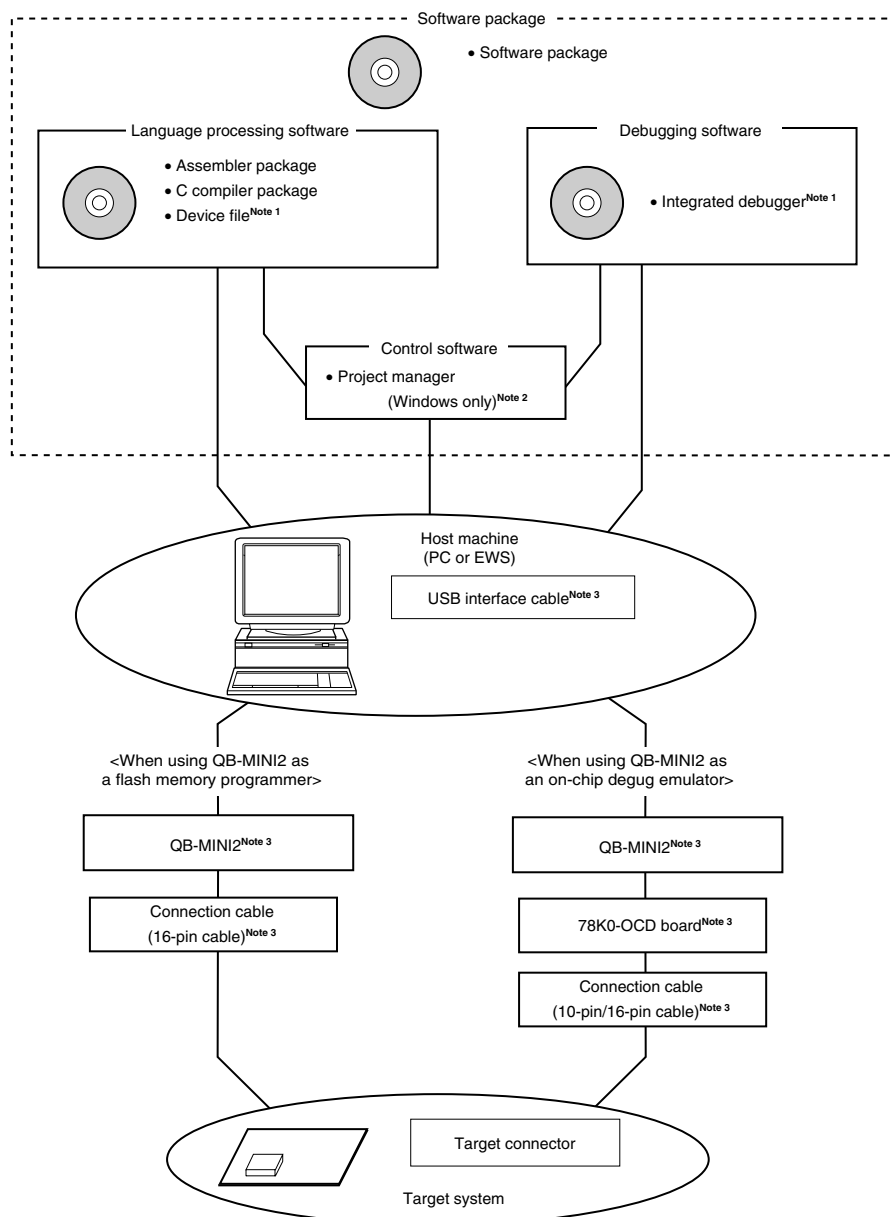 Software package
• Software package
Language processing software
• Assembler package
• C compiler package
• Device fileNote 1
Debugging software
• Integrated debuggerNote 1
Control software
• Project manager
(Windows only)Note 2
Host machine
(PC or EWS)
USB interface cableNote 3
<When using QB-MINI2 as
a flash memory programmer>
QB-MINI2Note 3
Connection cable
(16-pin cable)Note 3
<When using QB-MINI2 as
an on-chip degug emulator>
QB-MINI2Note 3
78K0-OCD boardNote 3
Connection cable
(10-pin/16-pin cable)Note 3
Target connector
Target system